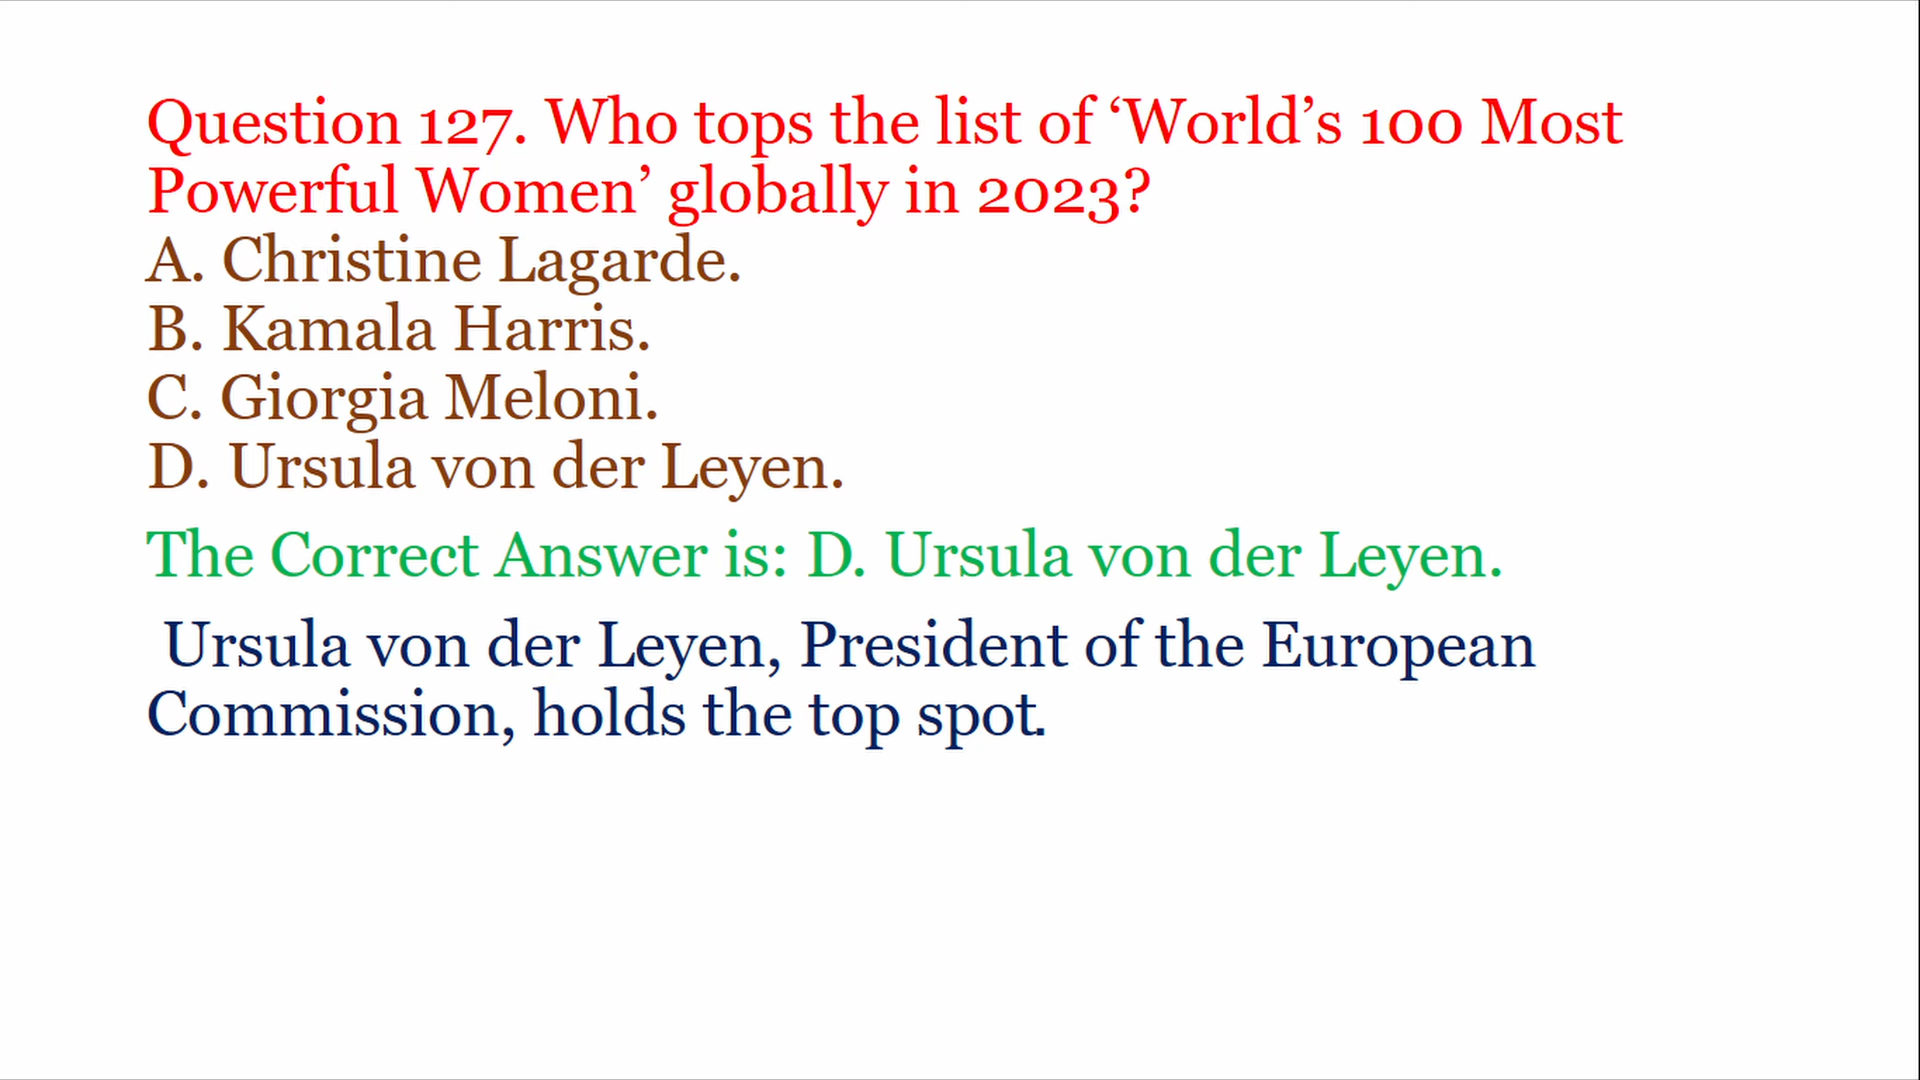 Question 127. Who tops the list of ‘World’s 100 Most
Powerful Women’ globally in 2023?
A. Christine Lagarde.
B. Kamala Harris.
C. Giorgia Meloni.
D. Ursula von der Leyen.
The Correct Answer is: D. Ursula von der Leyen.
Ursula von der Leyen, President of the European
Commission, holds the top spot.